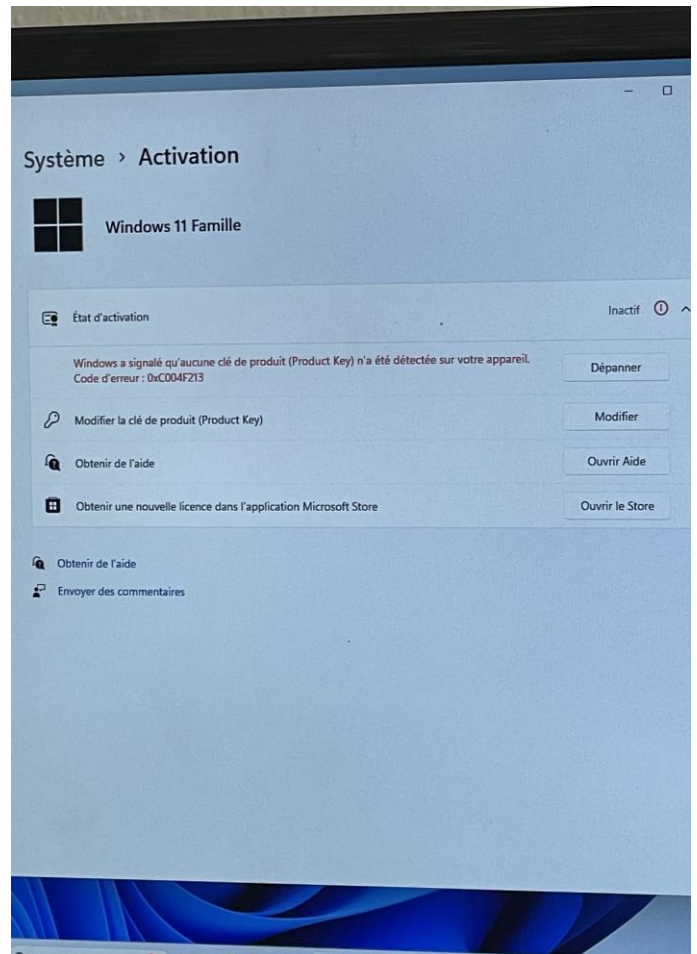 Système > Activation
Windows 11 Famille
État d'activation
Inactif
Windows a signalé qu'aucune clé de produit (Product Key) n'a été détectée sur votre appareil.
Code d'erreur : 0xC004F213
Dépanner
Modifier la clé de produit (Product Key)
Modifier
Obtenir de l'aide
Ouvrir Aide
Obtenir une nouvelle licence dans l'application Microsoft Store
Ouvrir le Store
Obtenir de l'aide
Envoyer des commentaires